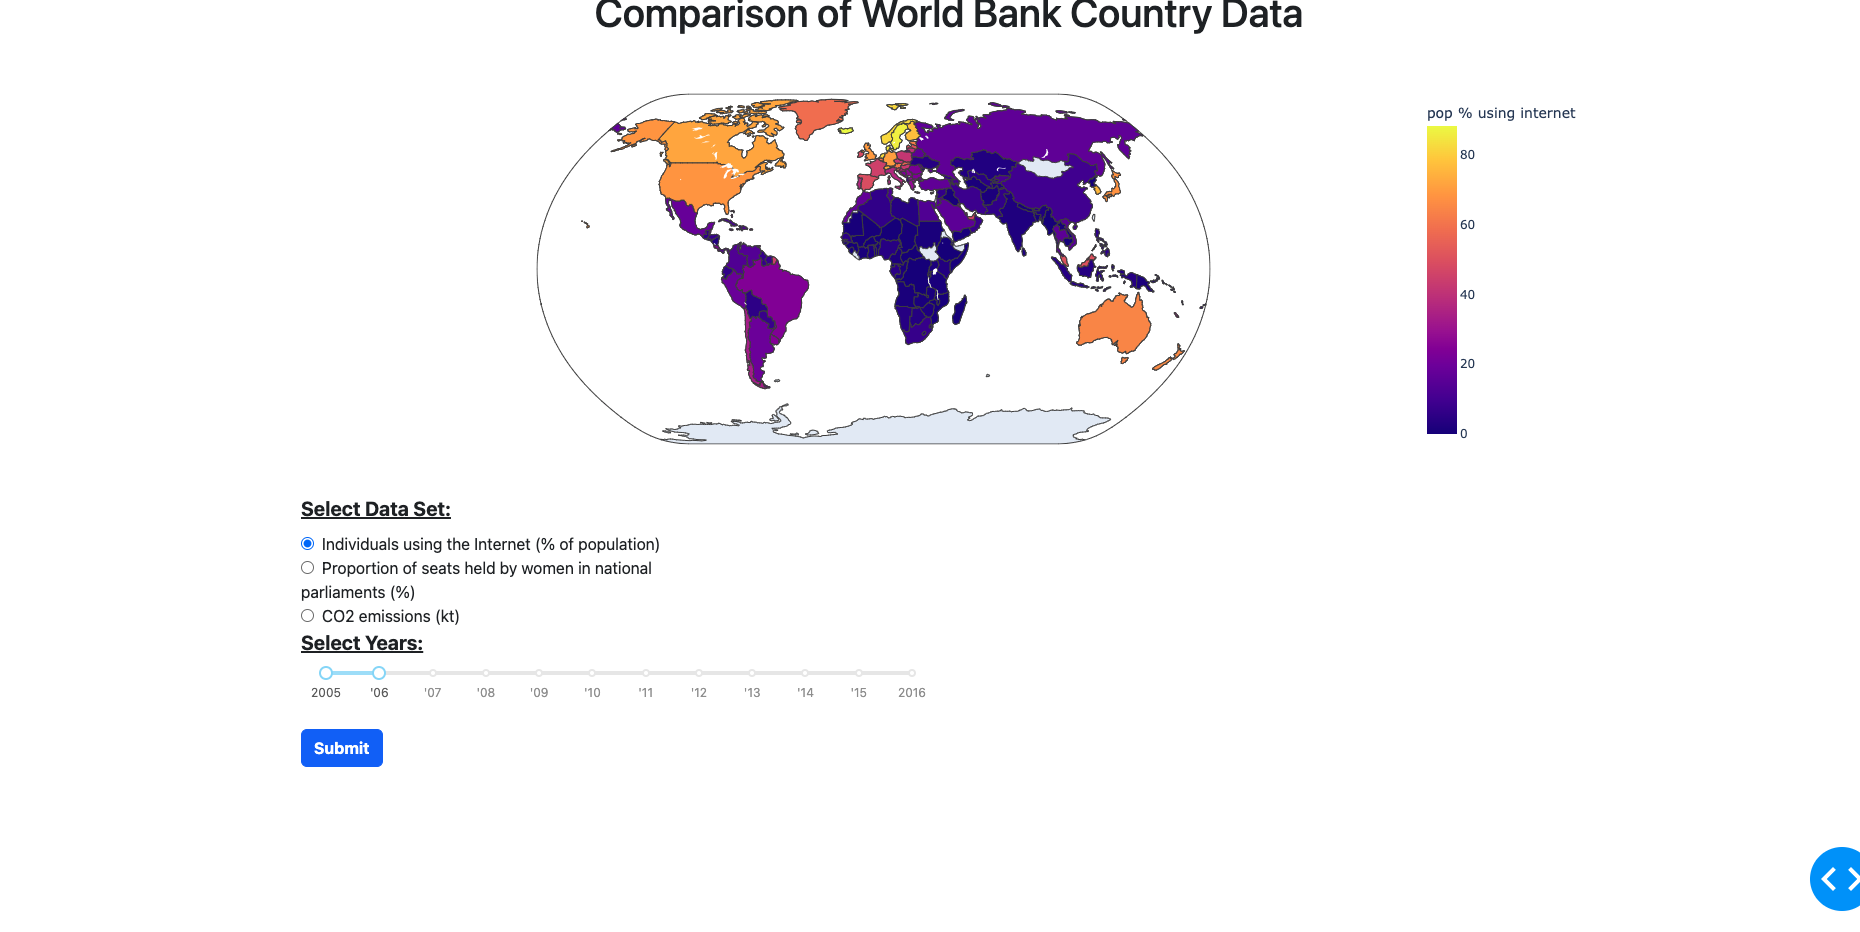 Comparison of World Bank Country Data
pop % using internet
80
60
40
20
0
Select Data Set:
Individuals using the Internet (% of population)
Proportion of seats held by women in national
parliaments (%)
CO2 emissions (kt)
Select Years:
2005 '06 '07 '08 '09 '10 '11 '12 '13 '14 '15 2016
Submit